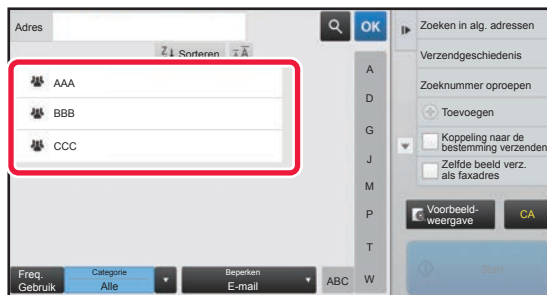 Adres
OK
Sorteren
AAA
BBB
CCC
A
D
G
J
M
P
T
W
ABC
Freq.
Gebruik
Categorie
Alle
Beperken
E-mail
Zoeken in alg. adressen
Verzendgeschiedenis
Zoeknummer oproepen
Toevoegen
Koppeling naar de
bestemming verzenden
Zelfde beeld verz.
als faxadres
Voorbeeld-
weergave
CA
Start